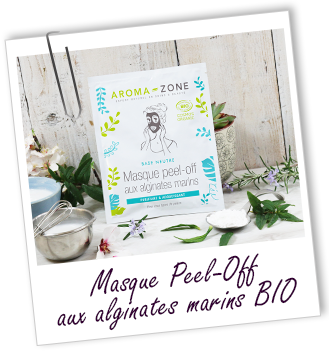 AROMA-ZONE
BASE NEUTRE
Masque peel-off
aux alginates marins
Masque Peel-Off
aux alginates marins BIO